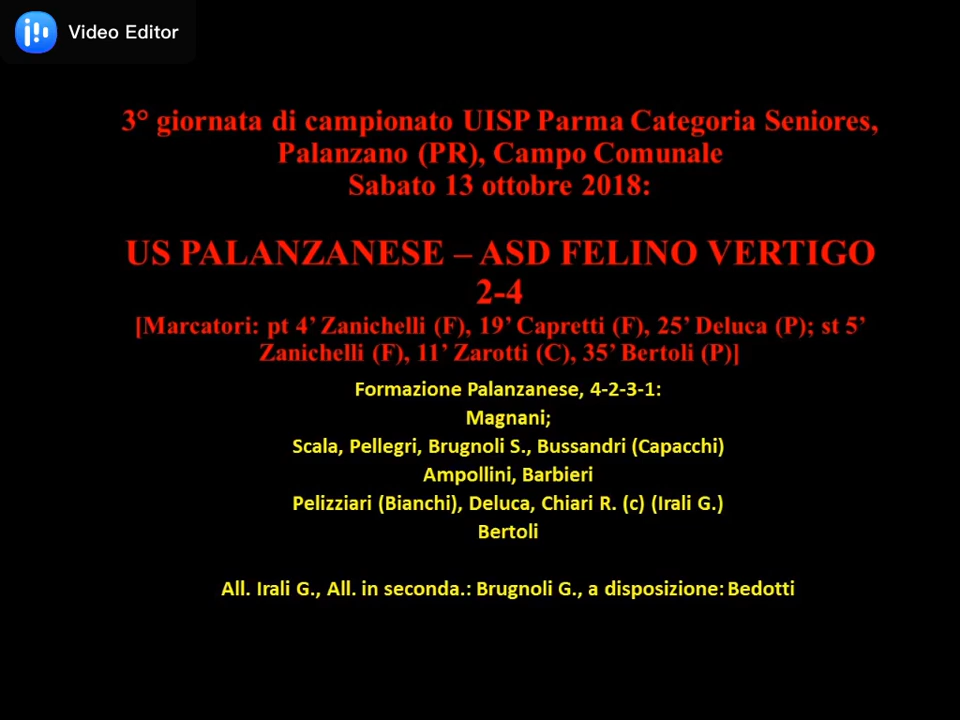 Video Editor
3° giornata di campionato UISP Parma Categoria Seniores,
Palanzano (PR), Campo Comunale
Sabato 13 ottobre 2018:
US PALANZANESE – ASD FELINO VERTIGO
2-4
[Marcatori: pt 4’ Zanichelli (F), 19’ Capretti (F), 25’ Deluca (P); st 5’
Zanichelli (F), 11’ Zarotti (C), 35’ Bertoli (P)]
Formazione Palanzanese, 4-2-3-1:
Magnani;
Scala, Pellegri, Brugnoli S., Bussandri (Capacchi)
Ampollini, Barbieri
Pelizziari (Bianchi), Deluca, Chiari R. (c) (Irali G.)
Bertoli
All. Irali G., All. in seconda.: Brugnoli G., a disposizione: Bedotti